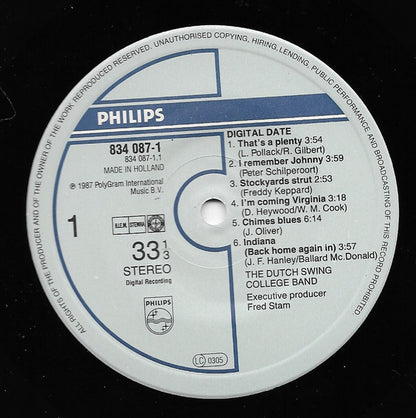 ALL RIGHTS OF THE PRODUCER AND OF THE OWNER OF THE WORK REPRODUCED RESERVED. UNAUTHORISED COPYING, HIRING, LENDING, PUBLIC PERFORMANCE AND BROADCASTING OF THIS RECORD PROHIBITED
PHILIPS
834 087-1
834 087-1.1
MADE IN HOLLAND
℗ 1987 PolyGram International
Music B.V.
1
STEMRA
33 1/3
STEREO
Digital Recording
PHILIPS
DIGITAL DATE
1. That's a plenty 3:54
(L. Pollack/R. Gilbert)
2. I remember Johnny 3:59
(Peter Schilperoort)
3. Stockyards strut 2:53
(Freddy Keppard)
4. I'm coming Virginia 3:18
(D. Heywood/W. M. Cook)
5. Chimes blues 6:14
(J. Oliver)
6. Indiana
(Back home again in) 3:57
(J. F. Hanley/Ballard Mc. Donald)
THE DUTCH SWING
COLLEGE BAND
Executive producer
Fred Stam
LC 0305